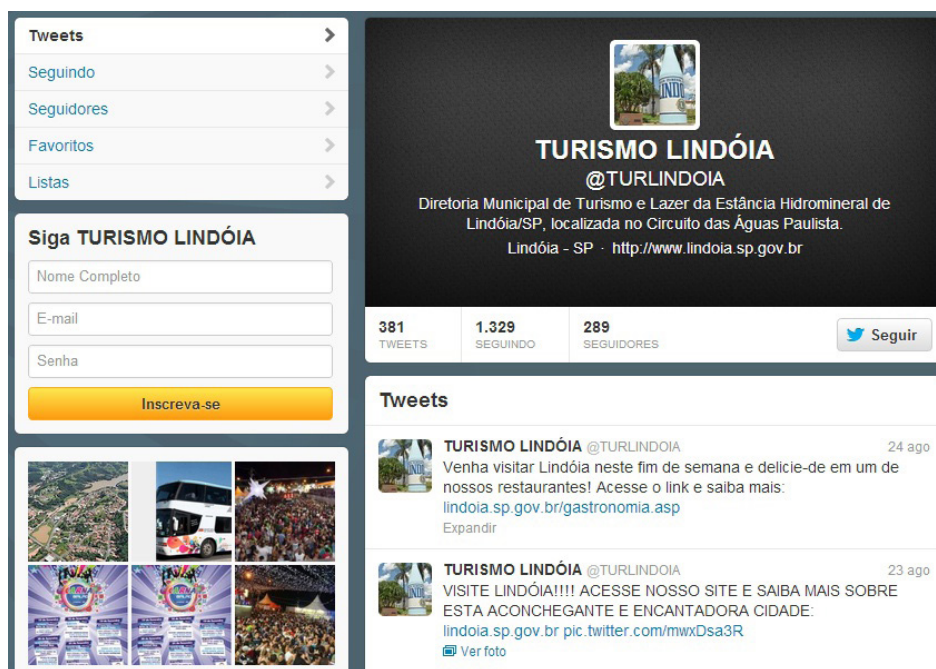 Tweets
Seguindo
Seguidores
Favoritos
Listas
Siga TURISMO LINDÓIA
Nome Completo
E-mail
Senha
Inscreva-se
TURISMO LINDÓIA
@TURLINDOIA
Diretoria Municipal de Turismo e Lazer da Estância Hidromineral de
Lindóia/SP, localizada no Circuito das Águas Paulista.
Lindóia - SP · http://www.lindoia.sp.gov.br
381
TWEETS
1.329
SEGUINDO
289
SEGUIDORES
Seguir
Tweets
TURISMO LINDÓIA @TURLINDOIA 24 ago
Venha visitar Lindóia neste fim de semana e delicie-de em um de
nossos restaurantes! Acesse o link e saiba mais:
lindoia.sp.gov.br/gastronomia.asp
Expandir
TURISMO LINDÓIA @TURLINDOIA 23 ago
VISITE LINDÓIA!!!! ACESSE NOSSO SITE E SAIBA MAIS SOBRE
ESTA ACONCHEGANTE E ENCANTADORA CIDADE:
lindoia.sp.gov.br pic.twitter.com/mwxDsa3R
Ver foto